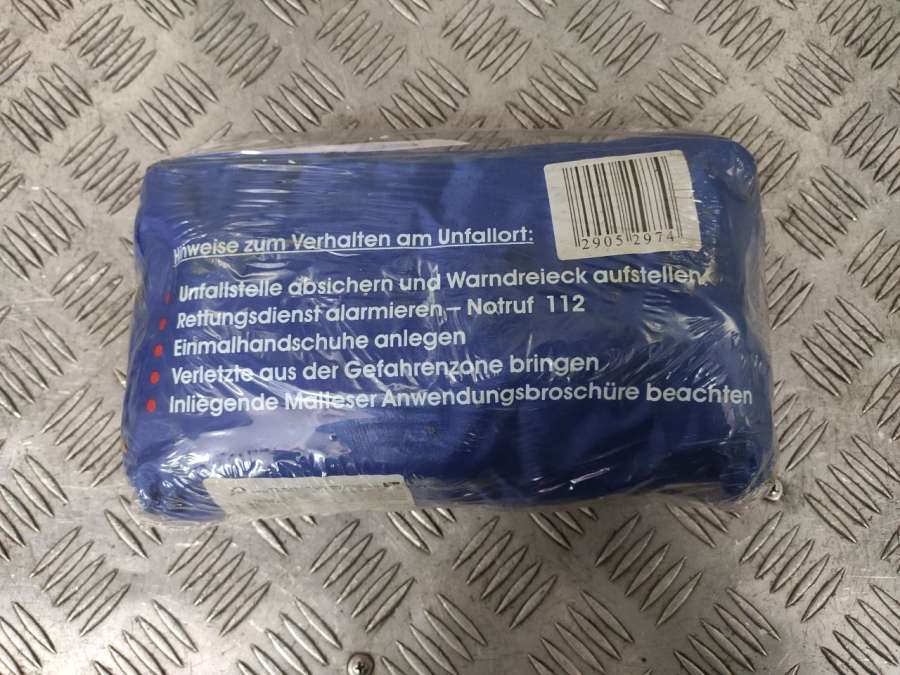 Hinweise zum Verhalten am Unfallort:
2905 2974
Unfallstelle absichern und Warndreieck aufstellen
Rettungsdienst alarmieren – Notruf 112
Einmalhandschuhe anlegen
Verletzte aus der Gefahrenzone bringen
Inliegende Malteser Anwendungsbroschüre beachten